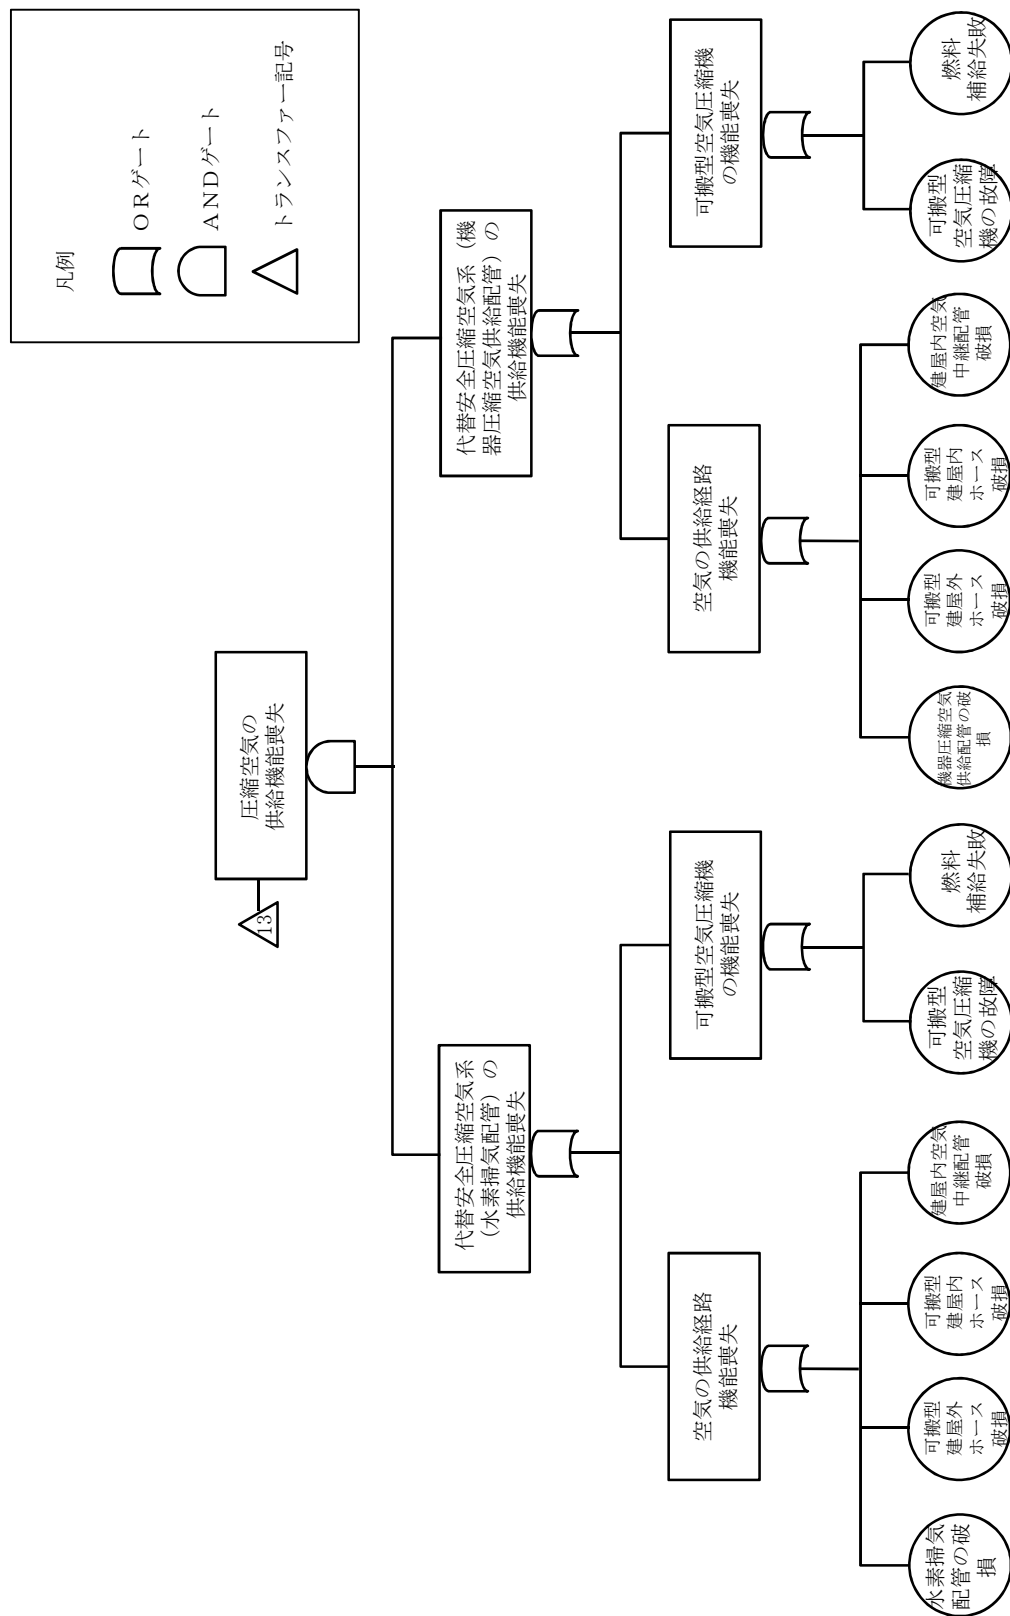 凡例
ORゲート
ANDゲート
トランスファー記号
13
圧縮空気の
供給機能喪失
代替安全圧縮空気系
(水素掃気配管)の
供給機能喪失
代替安全圧縮空気系(機
器圧縮空気供給配管)の
供給機能喪失
空気の供給経路
機能喪失
可搬型空気圧縮機
の機能喪失
空気の供給経路
機能喪失
可搬型空気圧縮機
の機能喪失
水素掃気
配管の破
損
可搬型
建屋外
ホース
破損
可搬型
建屋内
ホース
破損
建屋内空気
中継配管
破損
可搬型
空気圧縮
機の故障
燃料
補給失敗
機器圧縮空気
供給配管の破
損
可搬型
建屋外
ホース
破損
可搬型
建屋内
ホース
破損
建屋内空気
中継配管
破損
可搬型
空気圧縮
機の故障
燃料
補給失敗